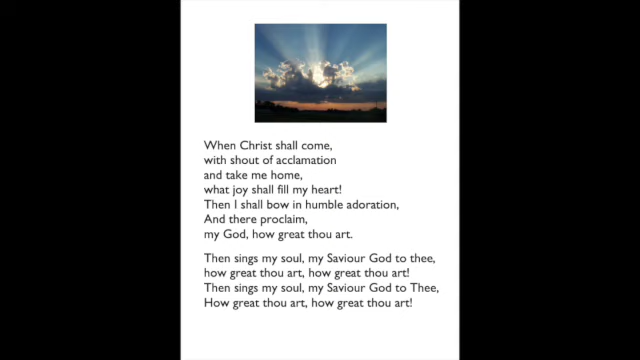 When Christ shall come,
with shout of acclamation
and take me home,
what joy shall fill my heart!
Then I shall bow in humble adoration,
And there proclaim,
my God, how great thou art.
Then sings my soul, my Saviour God to thee,
how great thou art, how great thou art!
Then sings my soul, my Saviour God to Thee,
How great thou art, how great thou art!